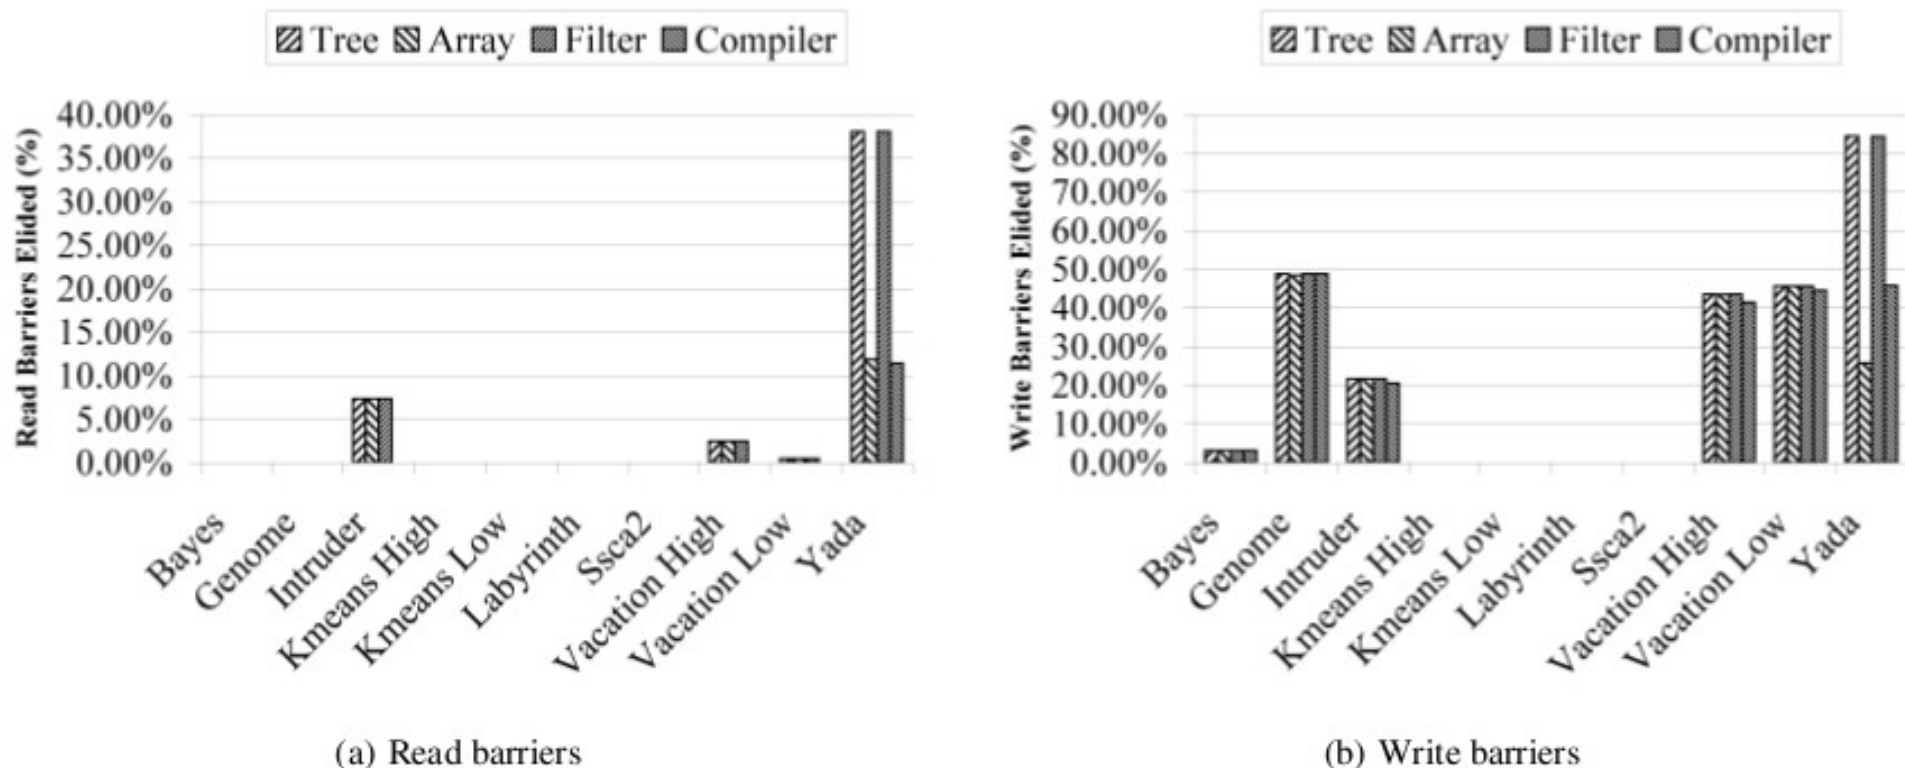 Tree Array Filter Compiler
Read Barriers Elided (%)
40.00%
35.00%
30.00%
25.00%
20.00%
15.00%
10.00%
5.00%
0.00%
Bayes
Genome
Intruder
Kmeans High
Kmeans Low
Labyrinth
Ssca2
Vacation High
Vacation Low
Yada
(a) Read barriers
Tree Array Filter Compiler
Write Barriers Elided (%)
90.00%
80.00%
70.00%
60.00%
50.00%
40.00%
30.00%
20.00%
10.00%
0.00%
Bayes
Genome
Intruder
Kmeans High
Kmeans Low
Labyrinth
Ssca2
Vacation High
Vacation Low
Yada
(b) Write barriers